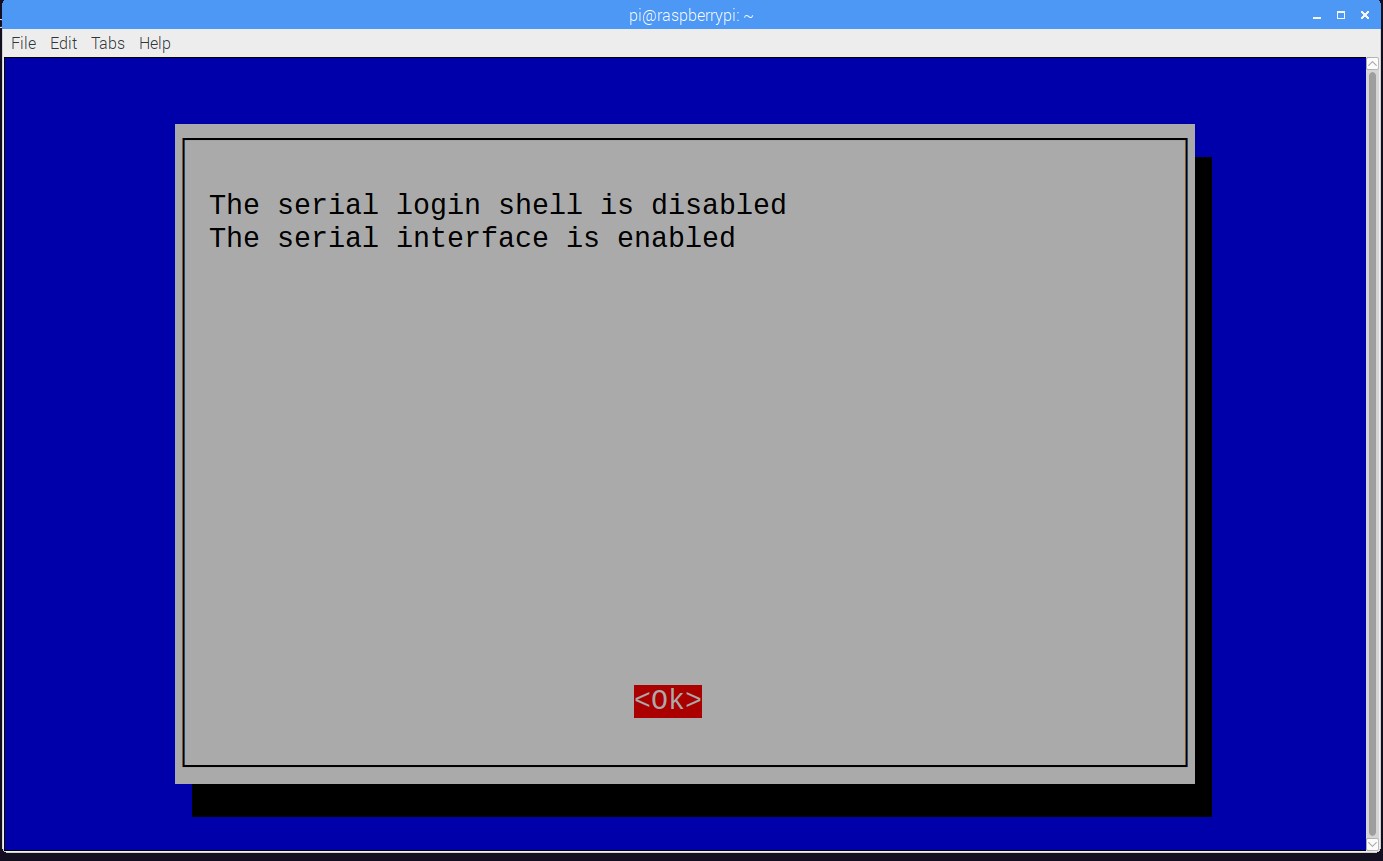 pi@raspberrypi: ~
File Edit Tabs Help
The serial login shell is disabled
The serial interface is enabled
<Ok>